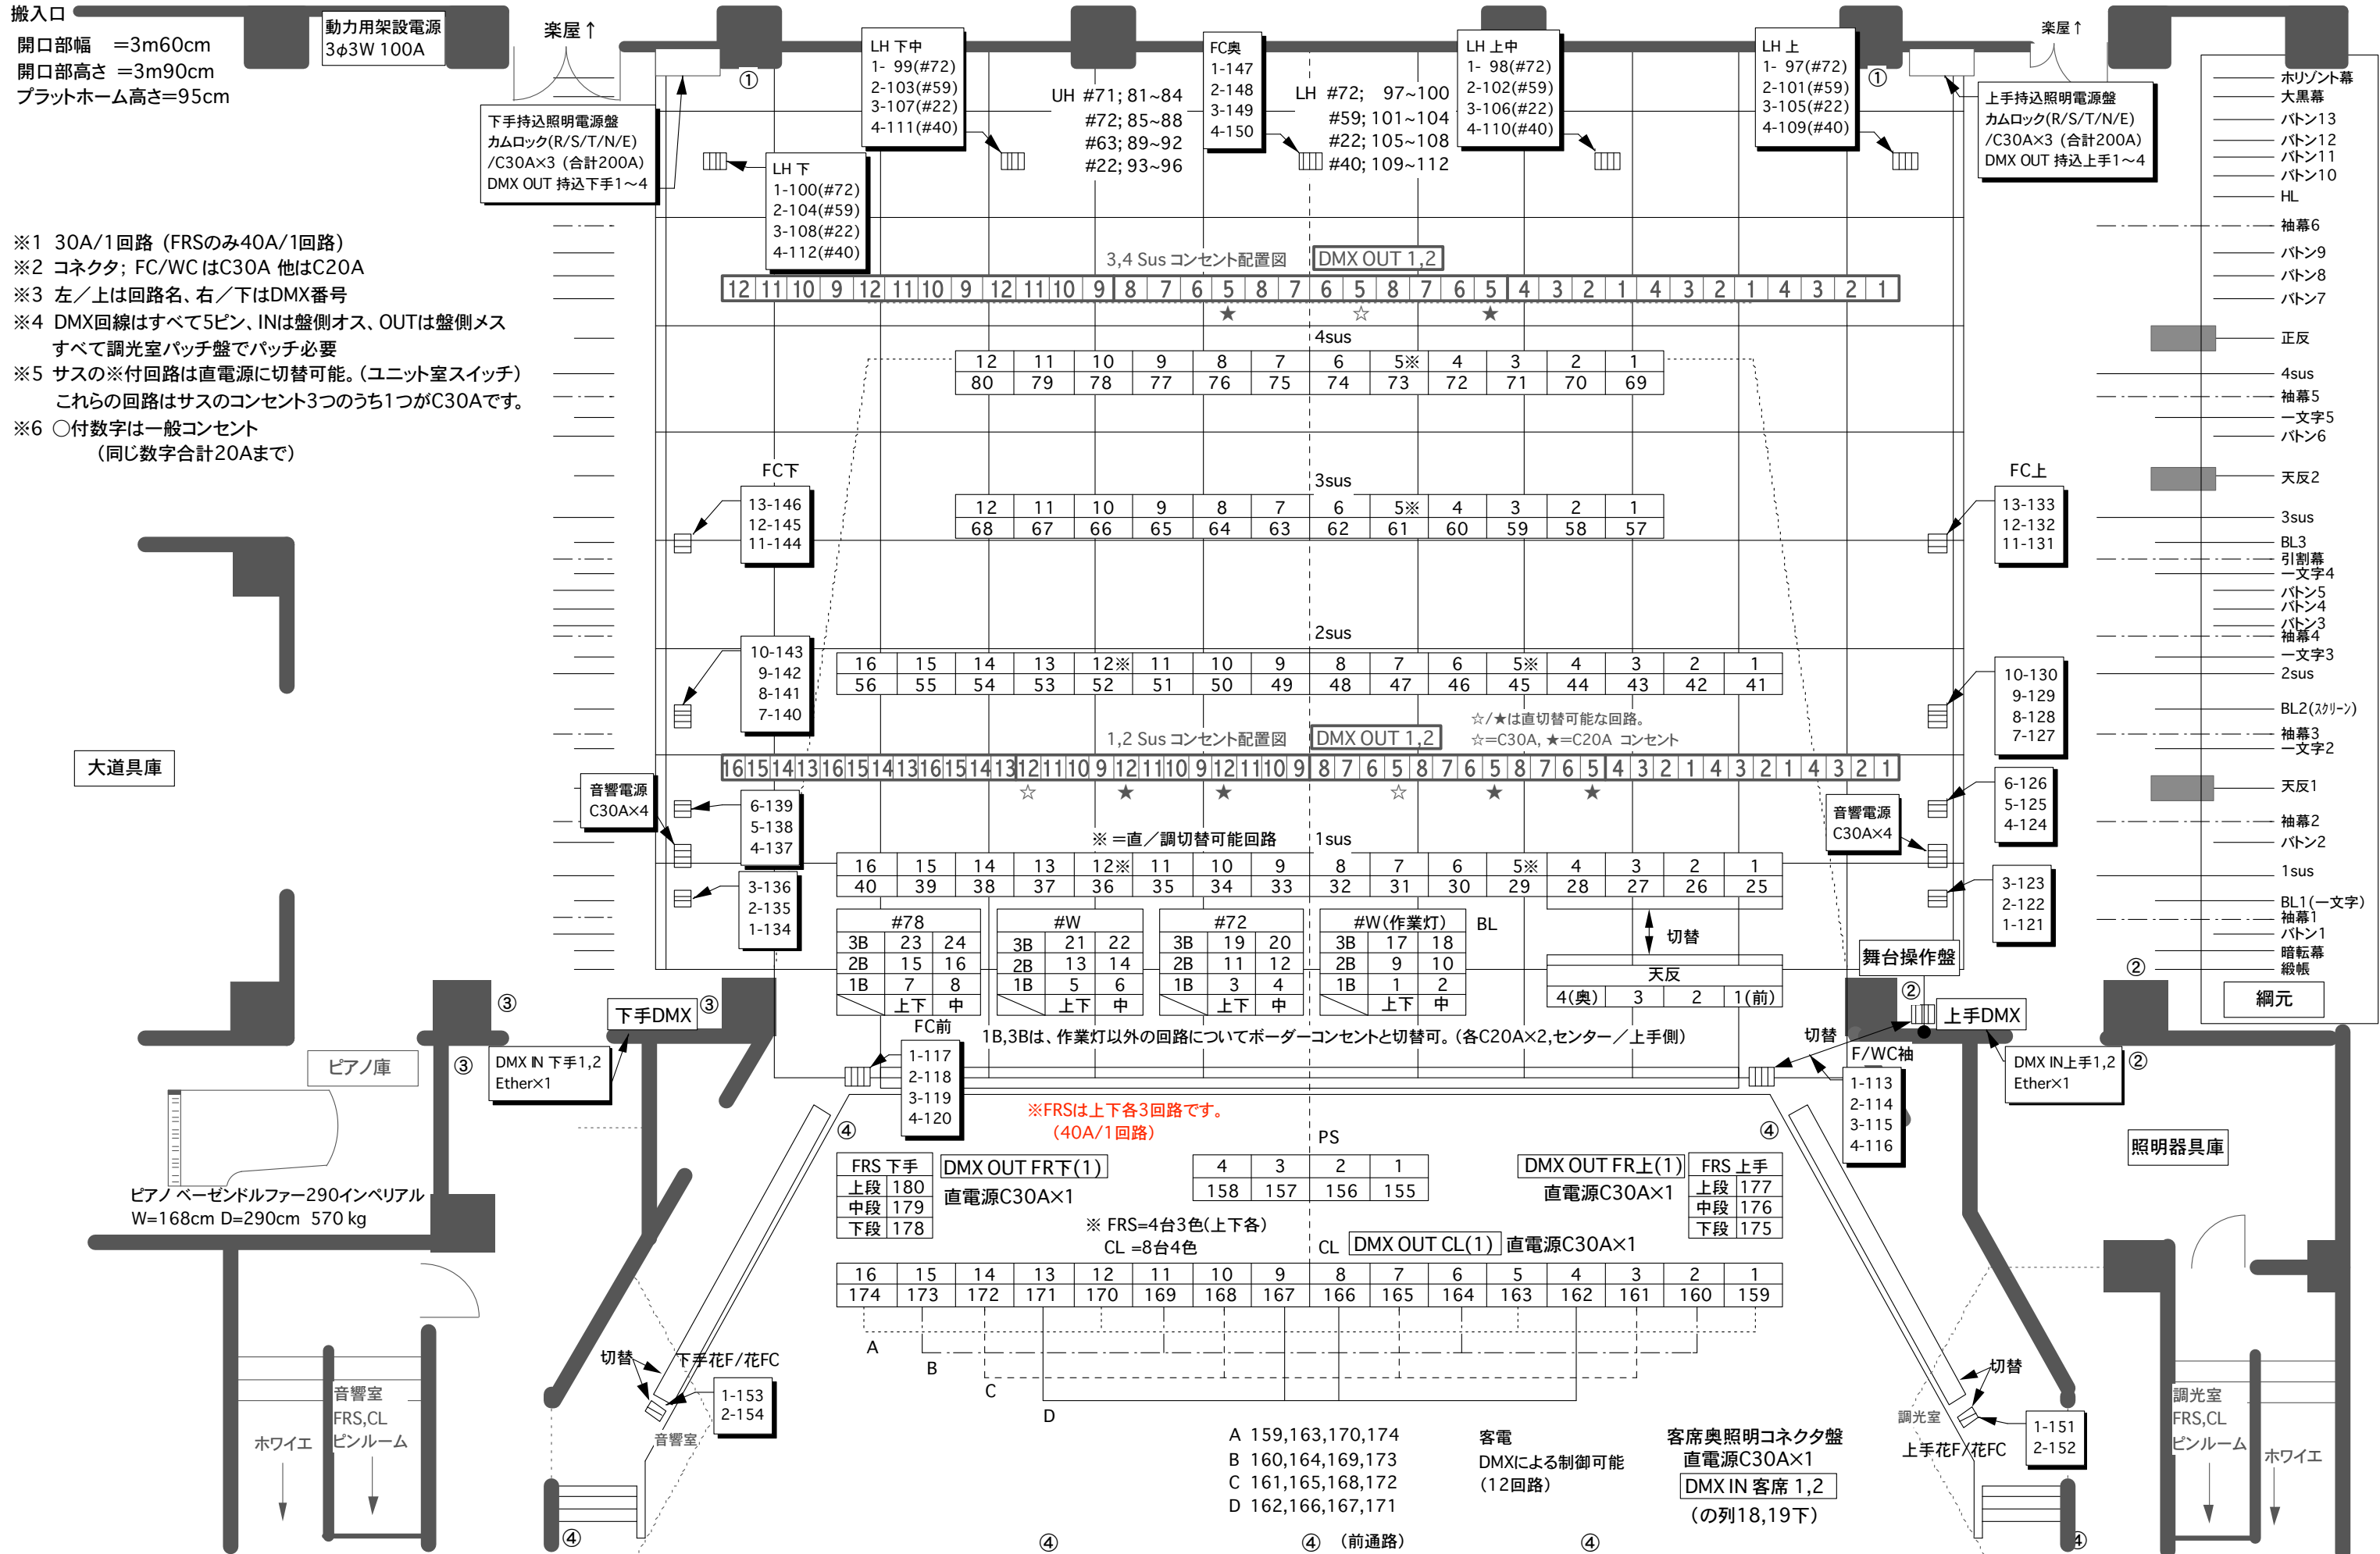 搬入口
開口部幅　=3m60cm
開口部高さ =3m90cm
プラットホーム高さ=95cm
動力用架設電源
3φ3W 100A
楽屋↑
①
下手持込照明電源盤
カムロック(R/S/T/N/E)
/C30A×3 (合計200A)
DMX OUT 持込下手1～4
LH 下
1-100(#72)
2-104(#59)
3-108(#22)
4-112(#40)
LH 下中
1- 99(#72)
2-103(#59)
3-107(#22)
4-111(#40)
UH #71; 81~84
#72; 85~88
#63; 89~92
#22; 93~96
FC奥
1-147
2-148
3-149
4-150
LH #72; 97~100
#59; 101~104
#22; 105~108
#40; 109~112
LH 上中
1- 98(#72)
2-102(#59)
3-106(#22)
4-110(#40)
LH 上
1- 97(#72)
2-101(#59)
3-105(#22)
4-109(#40)
①
楽屋↑
上手持込照明電源盤
カムロック(R/S/T/N/E)
/C30A×3 (合計200A)
DMX OUT 持込上手1～4
ホリゾント幕
大黒幕
バトン13
バトン12
バトン11
バトン10
HL
袖幕6
バトン9
バトン8
バトン7
正反
4sus
袖幕5
一文字5
バトン6
天反2
3sus
BL3
引割幕
一文字4
バトン5
バトン4
バトン3
袖幕4
一文字3
2sus
BL2(スクリーン)
袖幕3
一文字2
天反1
袖幕2
バトン2
1sus
BL1(一文字)
袖幕1
バトン1
暗転幕
緞帳
綱元
※1 30A/1回路 (FRSのみ40A/1回路)
※2 コネクタ; FC/WC はC30A 他はC20A
※3 左／上は回路名、右／下はDMX番号
※4 DMX回線はすべて5ピン、INは盤側オス、OUTは盤側メス
すべて調光室パッチ盤でパッチ必要
※5 サスの※付回路は直電源に切替可能。(ユニット室スイッチ)
これらの回路はサスのコンセント3つのうち1つがC30Aです。
※6 ○付数字は一般コンセント
(同じ数字合計20Aまで)
3,4 Sus コンセント配置図 DMX OUT 1,2
12 11 10 9 12 11 10 9 12 11 10 9 8 7 6 5 8 7 6 5 8 7 6 5 4 3 2 1 4 3 2 1 4 3 2 1
★ ☆ ★
4sus
12 11 10 9 8 7 6 5※ 4 3 2 1
80 79 78 77 76 75 74 73 72 71 70 69
3sus
12 11 10 9 8 7 6 5※ 4 3 2 1
68 67 66 65 64 63 62 61 60 59 58 57
FC下
13-146
12-145
11-144
10-143
9-142
8-141
7-140
FC上
13-133
12-132
11-131
10-130
9-129
8-128
7-127
2sus
16 15 14 13 12※ 11 10 9 8 7 6 5※ 4 3 2 1
56 55 54 53 52 51 50 49 48 47 46 45 44 43 42 41
☆/★は直切替可能な回路。
☆=C30A, ★=C20A コンセント
1,2 Sus コンセント配置図 DMX OUT 1,2
16 15 14 13 16 15 14 13 16 15 14 13 12 11 10 9 12 11 10 9 12 11 10 9 8 7 6 5 8 7 6 5 8 7 6 5 4 3 2 1 4 3 2 1 4 3 2 1
☆ ★ ★ ☆ ★ ★
大道具庫
音響電源
C30A×4
6-139
5-138
4-137
3-136
2-135
1-134
音響電源
C30A×4
6-126
5-125
4-124
3-123
2-122
1-121
※ =直／調切替可能回路 1sus
16 15 14 13 12※ 11 10 9 8 7 6 5※ 4 3 2 1
40 39 38 37 36 35 34 33 32 31 30 29 28 27 26 25
#78
3B 23 24
2B 15 16
1B 7 8
上下 中
#W
3B 21 22
2B 13 14
1B 5 6
上下 中
#72
3B 19 20
2B 11 12
1B 3 4
上下 中
#W(作業灯)
3B 17 18
2B 9 10
1B 1 2
上下 中
BL
切替
天反
4(奥) 3 2 1(前)
舞台操作盤
②
②
上手DMX
DMX IN上手1,2
Ether×1
②
③
③
③
下手DMX
DMX IN 下手1,2
Ether×1
FC前
1-117
2-118
3-119
4-120
1B,3Bは、作業灯以外の回路についてボーダーコンセントと切替可。(各C20A×2,センター／上手側)
切替
F/WC袖
1-113
2-114
3-115
4-116
ピアノ庫
ピアノ ベーゼンドルファー290インペリアル
W=168cm D=290cm 570 kg
※FRSは上下各3回路です。
(40A/1回路)
④
④
照明器具庫
FRS 下手
上段 180
中段 179
下段 178
DMX OUT FR下(1)
直電源C30A×1
PS
4 3 2 1
158 157 156 155
DMX OUT FR上(1)
直電源C30A×1
FRS 上手
上段 177
中段 176
下段 175
※ FRS=4台3色(上下各)
CL =8台4色
CL DMX OUT CL(1) 直電源C30A×1
16 15 14 13 12 11 10 9 8 7 6 5 4 3 2 1
174 173 172 171 170 169 168 167 166 165 164 163 162 161 160 159
A
B
C
D
切替
下手花F/花FC
1-153
2-154
音響室
音響室
FRS,CL
ピンルーム
ホワイエ
A 159,163,170,174
B 160,164,169,173
C 161,165,168,172
D 162,166,167,171
客電
DMXによる制御可能
(12回路)
客席奥照明コネクタ盤
直電源C30A×1
DMX IN 客席 1,2
(の列18,19下)
切替
調光室
上手花F/花FC
1-151
2-152
調光室
FRS,CL
ピンルーム
ホワイエ
④
④
④ (前通路)
④
④